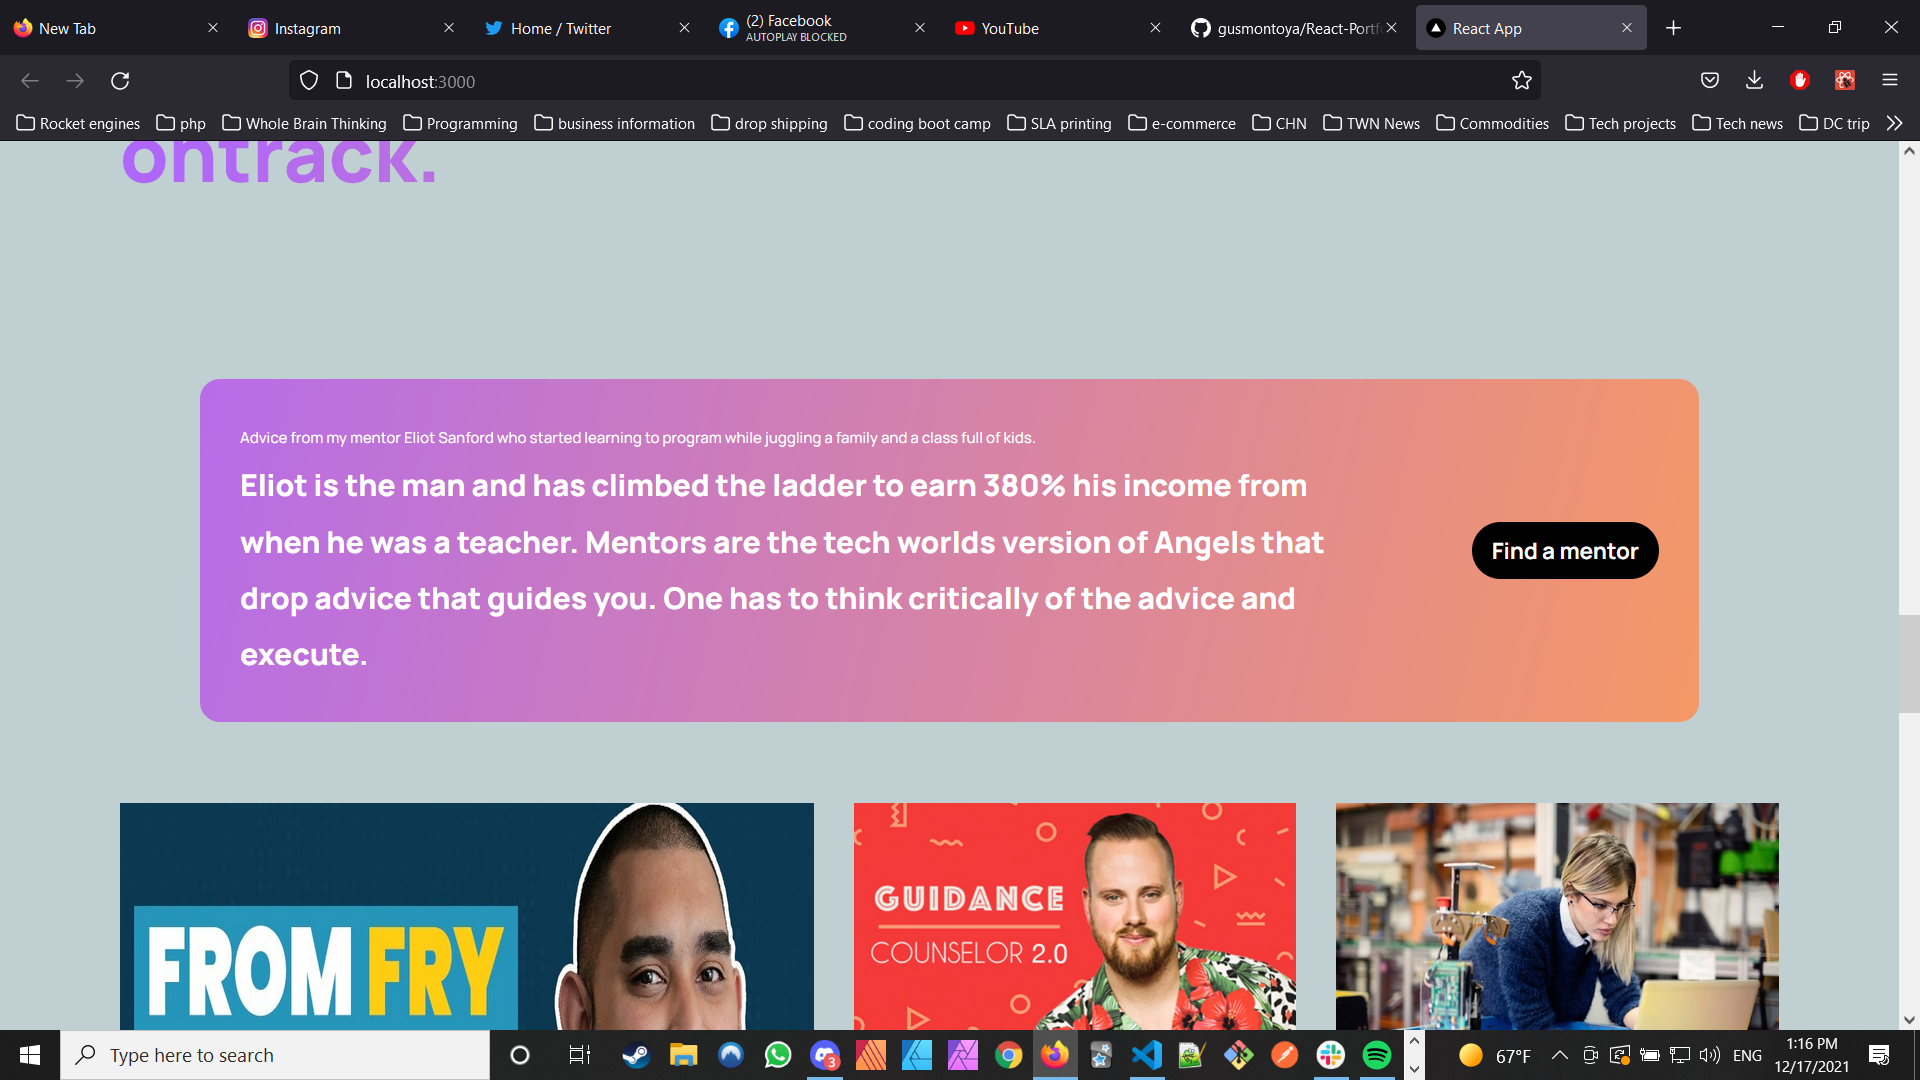 New Tab
Instagram
Home / Twitter
(2) Facebook
AUTOPLAY BLOCKED
YouTube
gusmontoya/React-Portf
React App
localhost:3000
Rocket engines
php
Whole Brain Thinking
Programming
business information
drop shipping
coding boot camp
SLA printing
e-commerce
CHN
TWN News
Commodities
Tech projects
Tech news
DC trip
ontrack.
Advice from my mentor Eliot Sanford who started learning to program while juggling a family and a class full of kids.
Eliot is the man and has climbed the ladder to earn 380% his income from
when he was a teacher. Mentors are the tech worlds version of Angels that
drop advice that guides you. One has to think critically of the advice and
execute.
Find a mentor
FROM FRY
GUIDANCE
COUNSELOR 2.0
Type here to search
3
67°F
ENG
1:16 PM
12/17/2021